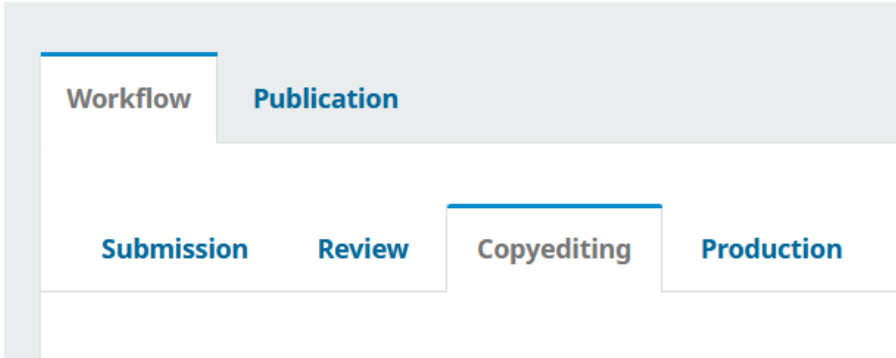 Workflow Publication
Submission Review Copyediting Production